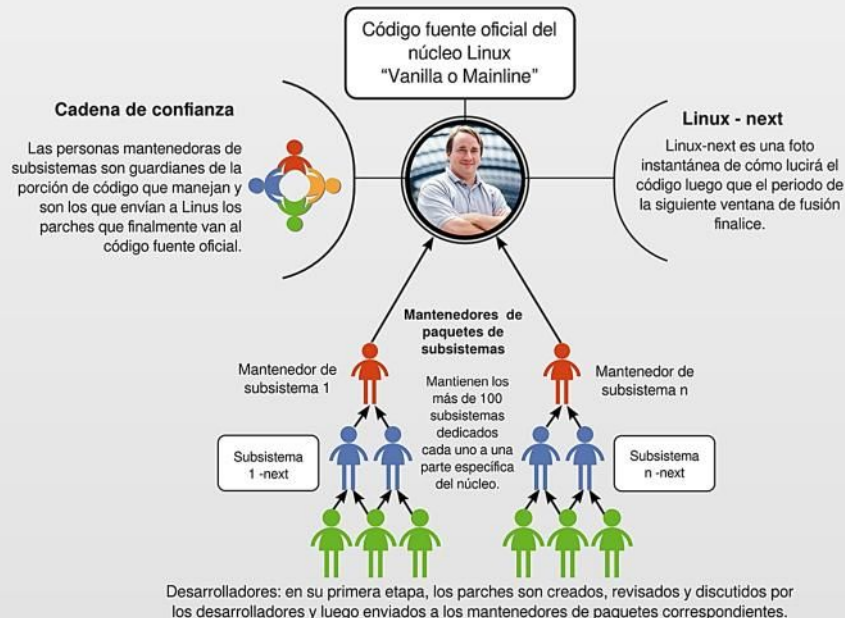 Código fuente oficial del
núcleo Linux
“Vanilla o Mainline”
Cadena de confianza
Las personas mantenedoras de
subsistemas son guardianes de la
porción de código que manejan y
son los que envían a Linus los
parches que finalmente van al
código fuente oficial.
Linux - next
Linux-next es una foto
instantánea de cómo lucirá el
código luego que el periodo de
la siguiente ventana de fusión
finalice.
Mantenedores de
paquetes de
subsistemas
Mantienen los
más de 100
subsistemas
dedicados
cada uno a una
parte específica
del núcleo.
Mantenedor de
subsistema 1
Mantenedor de
subsistema n
Subsistema
1 -next
Subsistema
n -next
Desarrolladores: en su primera etapa, los parches son creados, revisados y discutidos por
los desarrolladores y luego enviados a los mantenedores de paquetes correspondientes.